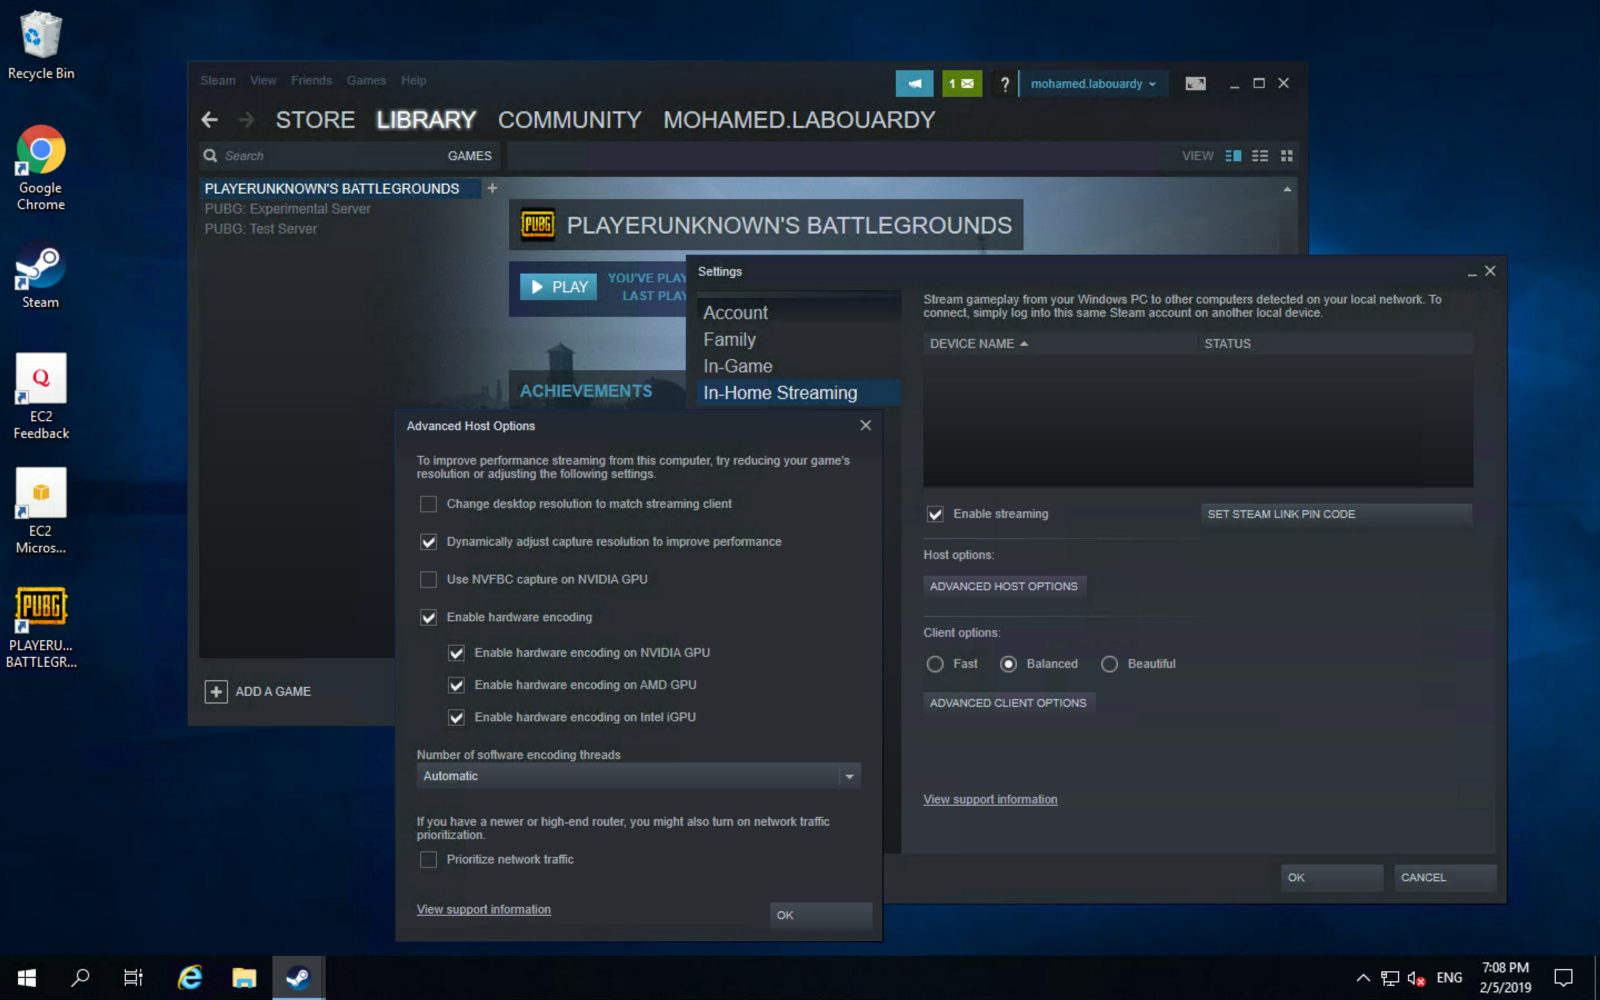 Recycle Bin
Google
Chrome
Steam
Q
EC2
Feedback
EC2
Micros...
PUBG
PLAYERU...
BATTLEGR...
Steam View Friends Games Help
1
?
mohamed.labouardy
STORE LIBRARY COMMUNITY MOHAMED.LABOUARDY
Search
GAMES
VIEW
PLAYERUNKNOWN'S BATTLEGROUNDS +
PUBG: Experimental Server
PUBG: Test Server
PUBG PLAYERUNKNOWN'S BATTLEGROUNDS
PLAY
YOU'VE PLAY
LAST PLAY
ACHIEVEMENTS
+ ADD A GAME
Settings
Account
Family
In-Game
In-Home Streaming
Stream gameplay from your Windows PC to other computers detected on your local network. To
connect, simply log into this same Steam account on another local device.
DEVICE NAME STATUS
Enable streaming
SET STEAM LINK PIN CODE
Host options:
ADVANCED HOST OPTIONS
Client options:
Fast Balanced Beautiful
ADVANCED CLIENT OPTIONS
View support information
OK CANCEL
Advanced Host Options
To improve performance streaming from this computer, try reducing your game's
resolution or adjusting the following settings.
Change desktop resolution to match streaming client
Dynamically adjust capture resolution to improve performance
Use NVFBC capture on NVIDIA GPU
Enable hardware encoding
Enable hardware encoding on NVIDIA GPU
Enable hardware encoding on AMD GPU
Enable hardware encoding on Intel iGPU
Number of software encoding threads
Automatic
If you have a newer or high-end router, you might also turn on network traffic
prioritization.
Prioritize network traffic
View support information
OK
ENG
7:08 PM
2/5/2019